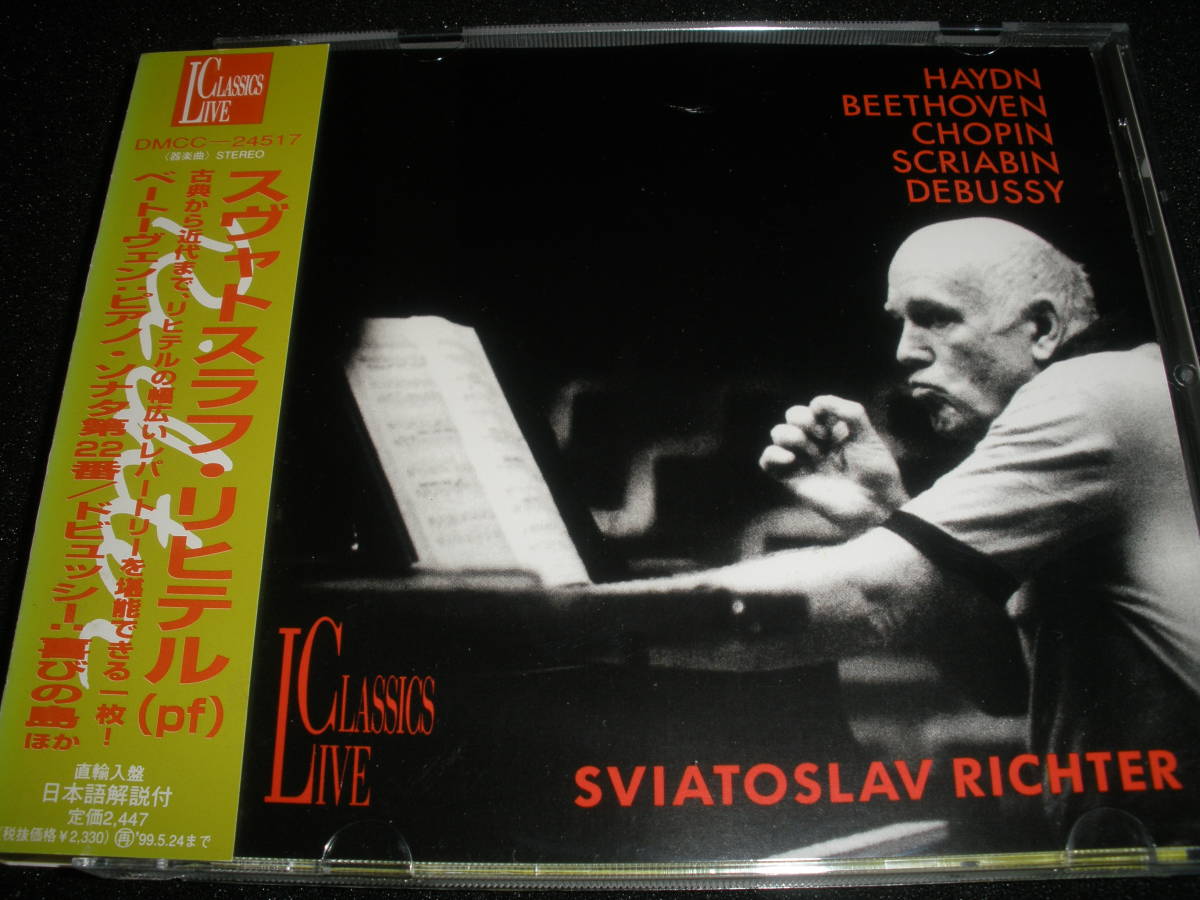 CLASSICS
LIVE
DMCC-24517
〈器楽曲〉STEREO
スヴャトスラフ・リヒテル(pf)
古典から近代まで、リヒテルの幅広いレパートリーを堪能できる一枚!
ベートーヴェン:ピアノ・ソナタ第22番/ドビュッシー:喜びの島 ほか
直輸入盤
日本語解説付
定価2,447
(税抜価格¥2,330) 再 '99.5.24まで
HAYDN
BEETHOVEN
CHOPIN
SCRIABIN
DEBUSSY
CLASSICS
LIVE
SVIATOSLAV RICHTER